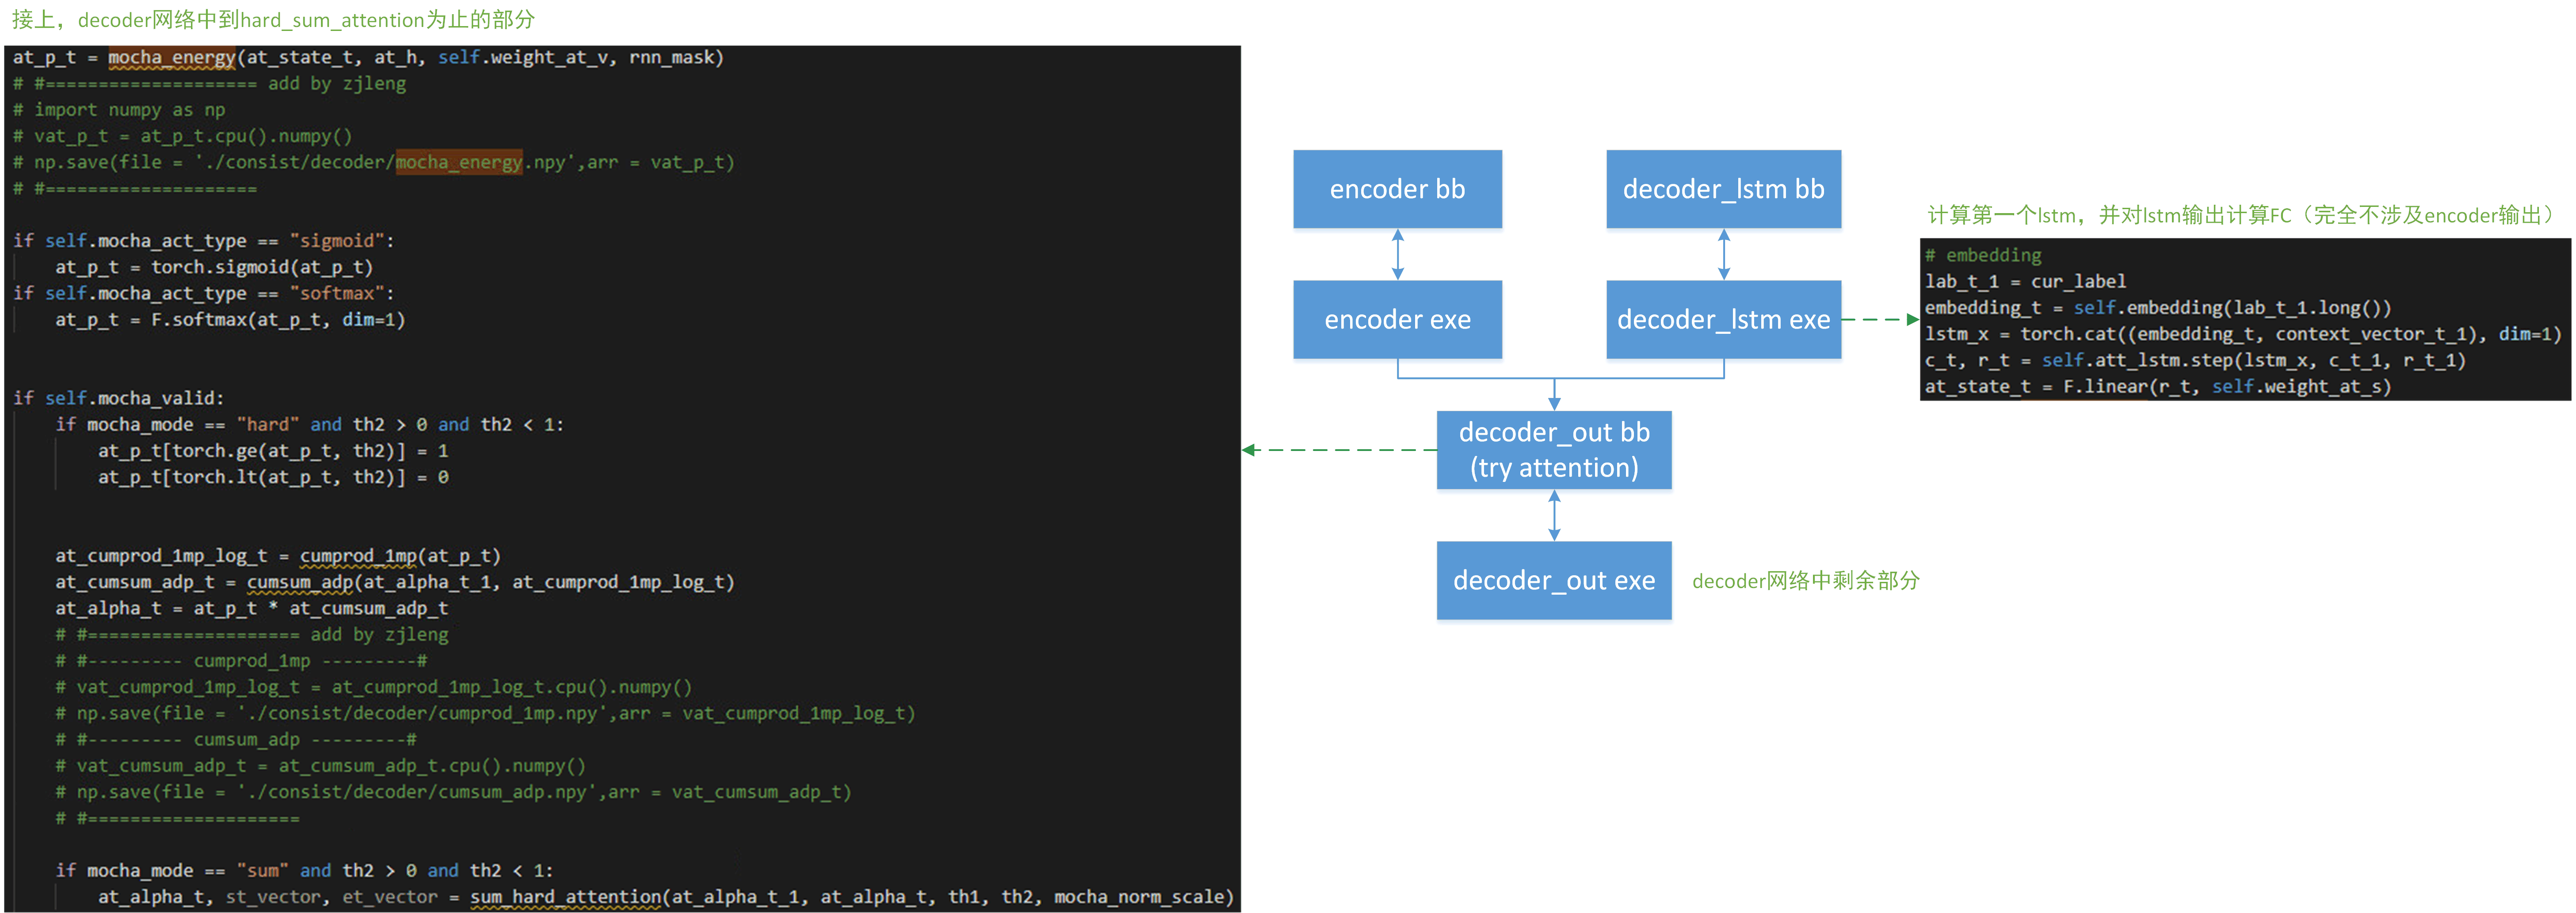 接上，decoder网络中到hard_sum_attention为止的部分
at_p_t = mocha_energy(at_state_t, at_h, self.weight_at_v, rnn_mask)
# #==================== add by zjleng
# import numpy as np
# vat_p_t = at_p_t.cpu().numpy()
# np.save(file = './consist/decoder/mocha_energy.npy',arr = vat_p_t)
# #====================
if self.mocha_act_type == "sigmoid":
    at_p_t = torch.sigmoid(at_p_t)
if self.mocha_act_type == "softmax":
    at_p_t = F.softmax(at_p_t, dim=1)
if self.mocha_valid:
    if mocha_mode == "hard" and th2 > 0 and th2 < 1:
        at_p_t[torch.ge(at_p_t, th2)] = 1
        at_p_t[torch.lt(at_p_t, th2)] = 0
    at_cumprod_1mp_log_t = cumprod_1mp(at_p_t)
    at_cumsum_adp_t = cumsum_adp(at_alpha_t_1, at_cumprod_1mp_log_t)
    at_alpha_t = at_p_t * at_cumsum_adp_t
    # #==================== add by zjleng
    # #--------- cumprod_1mp ---------#
    # vat_cumprod_1mp_log_t = at_cumprod_1mp_log_t.cpu().numpy()
    # np.save(file = './consist/decoder/cumprod_1mp.npy',arr = vat_cumprod_1mp_log_t)
    # #--------- cumsum_adp ---------#
    # vat_cumsum_adp_t = at_cumsum_adp_t.cpu().numpy()
    # np.save(file = './consist/decoder/cumsum_adp.npy',arr = vat_cumsum_adp_t)
    # #====================
    if mocha_mode == "sum" and th2 > 0 and th2 < 1:
        at_alpha_t, st_vector, et_vector = sum_hard_attention(at_alpha_t_1, at_alpha_t, th1, th2, mocha_norm_scale)
encoder bb
decoder_lstm bb
encoder exe
decoder_lstm exe
decoder_out bb
(try attention)
decoder_out exe
decoder网络中剩余部分
计算第一个lstm，并对lstm输出计算FC（完全不涉及encoder输出）
# embedding
lab_t_1 = cur_label
embedding_t = self.embedding(lab_t_1.long())
lstm_x = torch.cat((embedding_t, context_vector_t_1), dim=1)
c_t, r_t = self.att_lstm.step(lstm_x, c_t_1, r_t_1)
at_state_t = F.linear(r_t, self.weight_at_s)